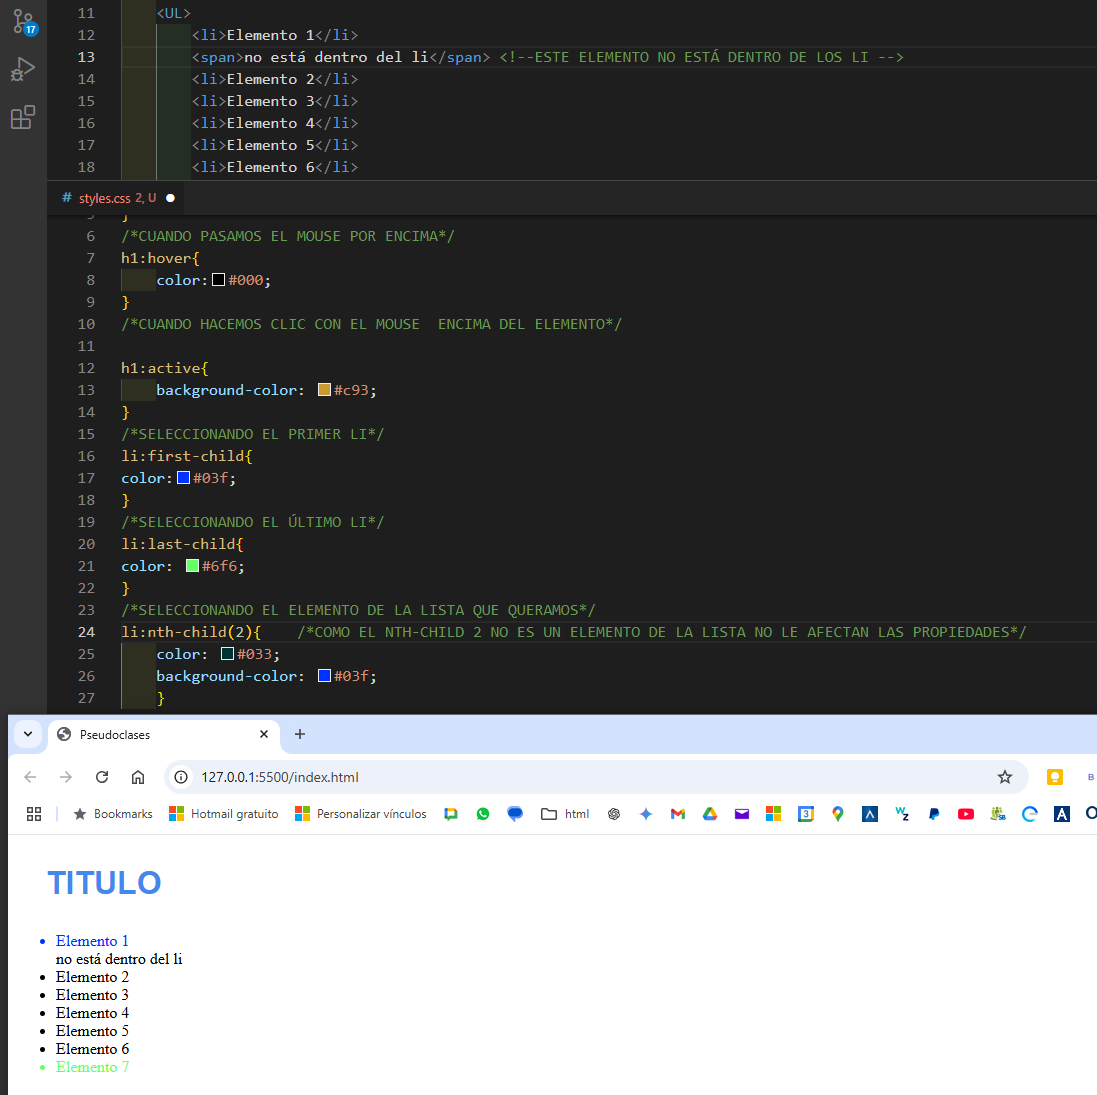 17
11 <UL>
12 <li>Elemento 1</li>
13 <span>no está dentro del li</span> <!--ESTE ELEMENTO NO ESTÁ DENTRO DE LOS LI -->
14 <li>Elemento 2</li>
15 <li>Elemento 3</li>
16 <li>Elemento 4</li>
17 <li>Elemento 5</li>
18 <li>Elemento 6</li>
# styles.css 2, U
5 }
6 /*CUANDO PASAMOS EL MOUSE POR ENCIMA*/
7 h1:hover{
8 color:#000;
9 }
10 /*CUANDO HACEMOS CLIC CON EL MOUSE  ENCIMA DEL ELEMENTO*/
11
12 h1:active{
13 background-color: #c93;
14 }
15 /*SELECCIONANDO EL PRIMER LI*/
16 li:first-child{
17 color:#03f;
18 }
19 /*SELECCIONANDO EL ÚLTIMO LI*/
20 li:last-child{
21 color: #6f6;
22 }
23 /*SELECCIONANDO EL ELEMENTO DE LA LISTA QUE QUERAMOS*/
24 li:nth-child(2){    /*COMO EL NTH-CHILD 2 NO ES UN ELEMENTO DE LA LISTA NO LE AFECTAN LAS PROPIEDADES*/
25 color: #033;
26 background-color: #03f;
27 }
Pseudoclases
127.0.0.1:5500/index.html
B
Bookmarks Hotmail gratuito Personalizar vínculos html
TITULO
Elemento 1
no está dentro del li
Elemento 2
Elemento 3
Elemento 4
Elemento 5
Elemento 6
Elemento 7